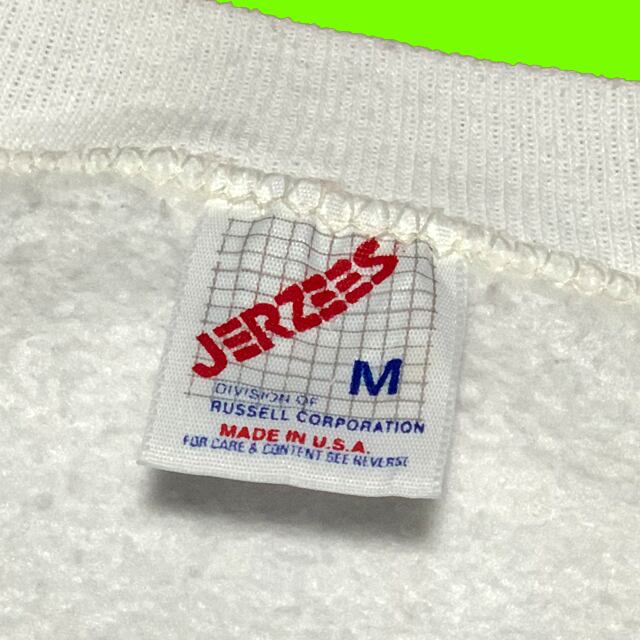 JERZEES
M
DIVISION OF
RUSSELL CORPORATION
MADE IN U.S.A.
FOR CARE & CONTENT SEE REVERSE